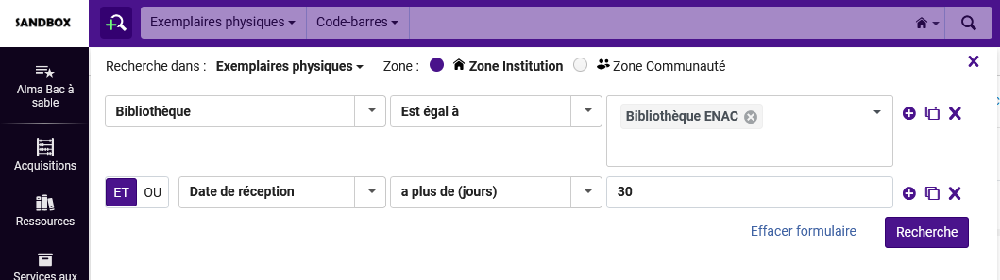 SANDBOX
Exemplaires physiques
Code-barres
Recherche dans :
Exemplaires physiques
Zone :
Zone Institution
Zone Communauté
Alma Bac à
sable
Bibliothèque
Est égal à
Bibliothèque ENAC
Acquisitions
ET
OU
Date de réception
a plus de (jours)
30
Ressources
Effacer formulaire
Recherche
Services aux